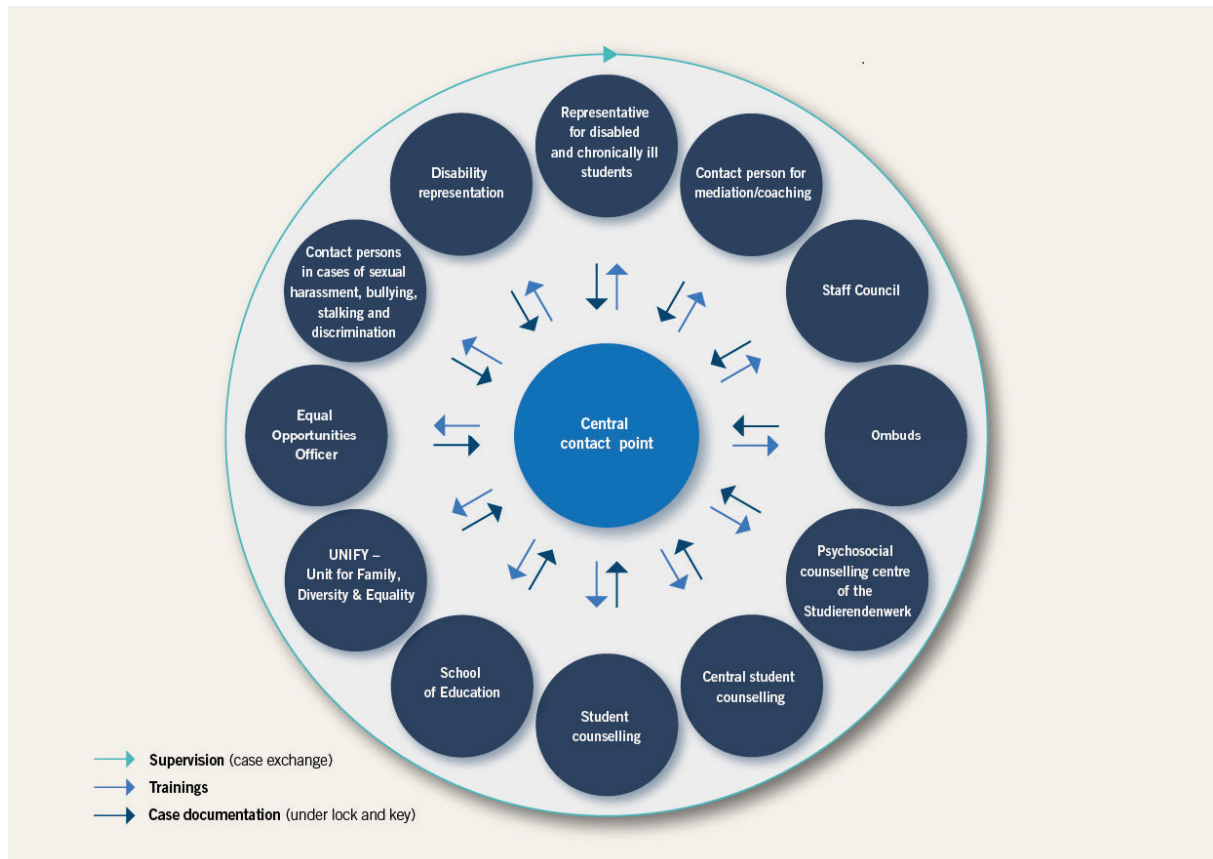 Representative
for disabled
and chronically ill
students
Contact person for
mediation/coaching
Staff Council
Ombuds
Psychosocial
counselling centre
of the
Studierendenwerk
Central student
counselling
Student
counselling
School
of Education
UNIFY –
Unit for Family,
Diversity & Equality
Equal
Opportunities
Officer
Contact persons
in cases of sexual
harassment, bullying,
stalking and
discrimination
Disability
representation
Central
contact point
Supervision (case exchange)
Trainings
Case documentation (under lock and key)